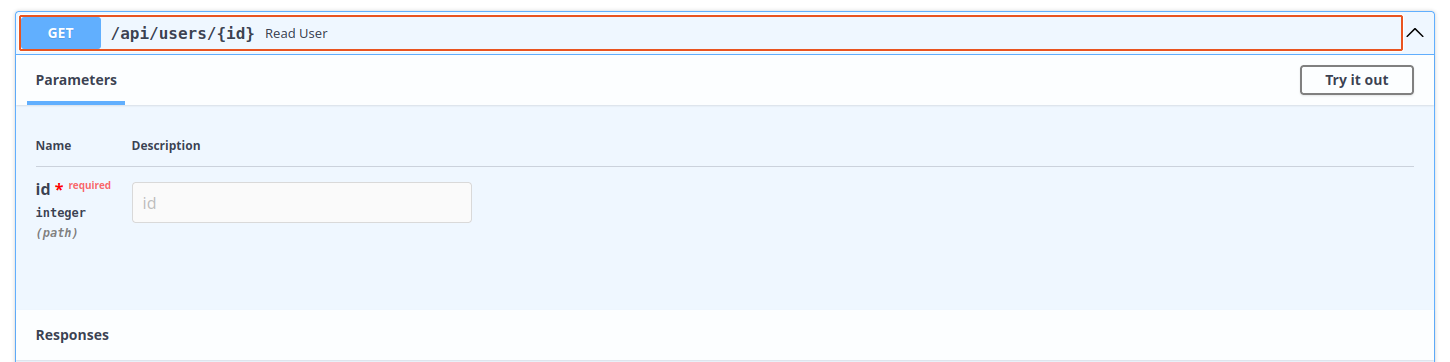 GET /api/users/{id} Read User
Parameters
Try it out
Name Description
id * required
id
integer
(path)
Responses